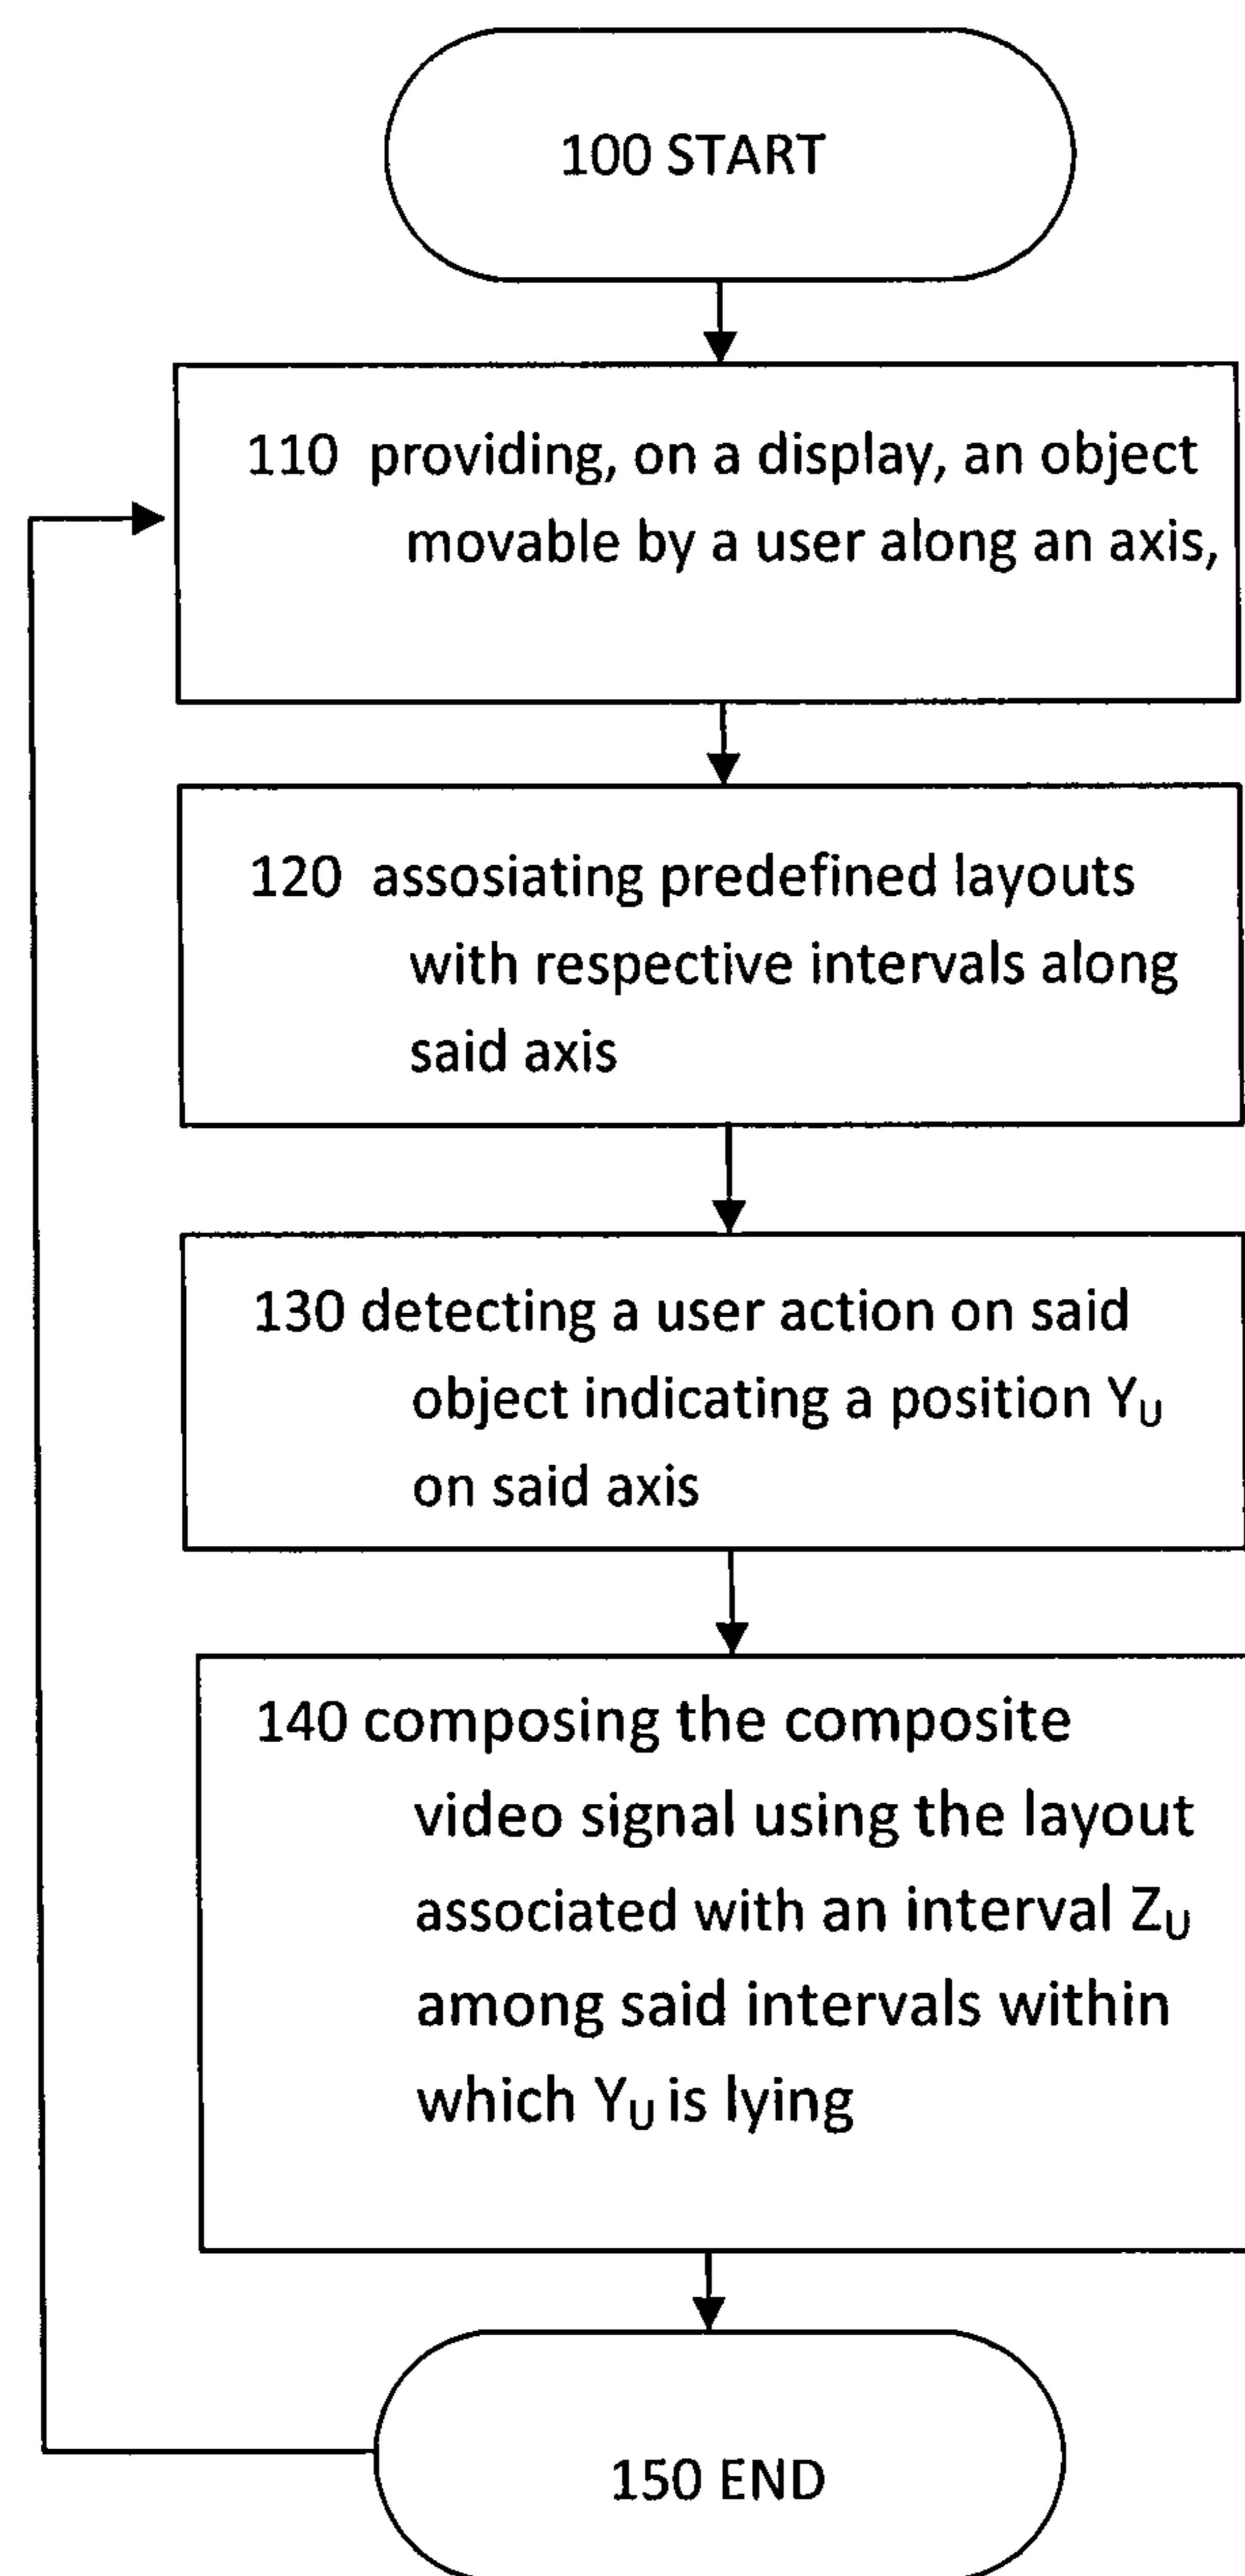 100 START
110 providing, on a display, an object
movable by a user along an axis,
120 assosiating predefined layouts
with respective intervals along
said axis
130 detecting a user action on said
object indicating a position Y_U
on said axis
140 composing the composite
video signal using the layout
associated with an interval Z_U
among said intervals within
which Y_U is lying
150 END